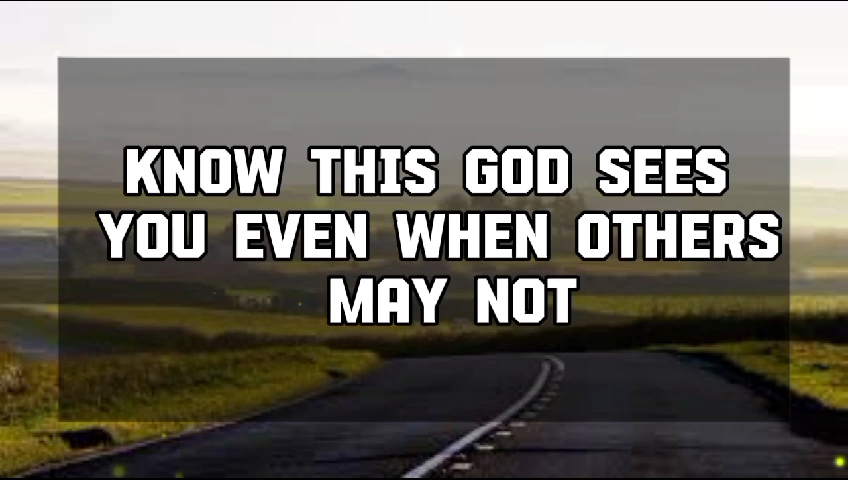 KNOW THIS GOD SEES
YOU EVEN WHEN OTHERS
MAY NOT